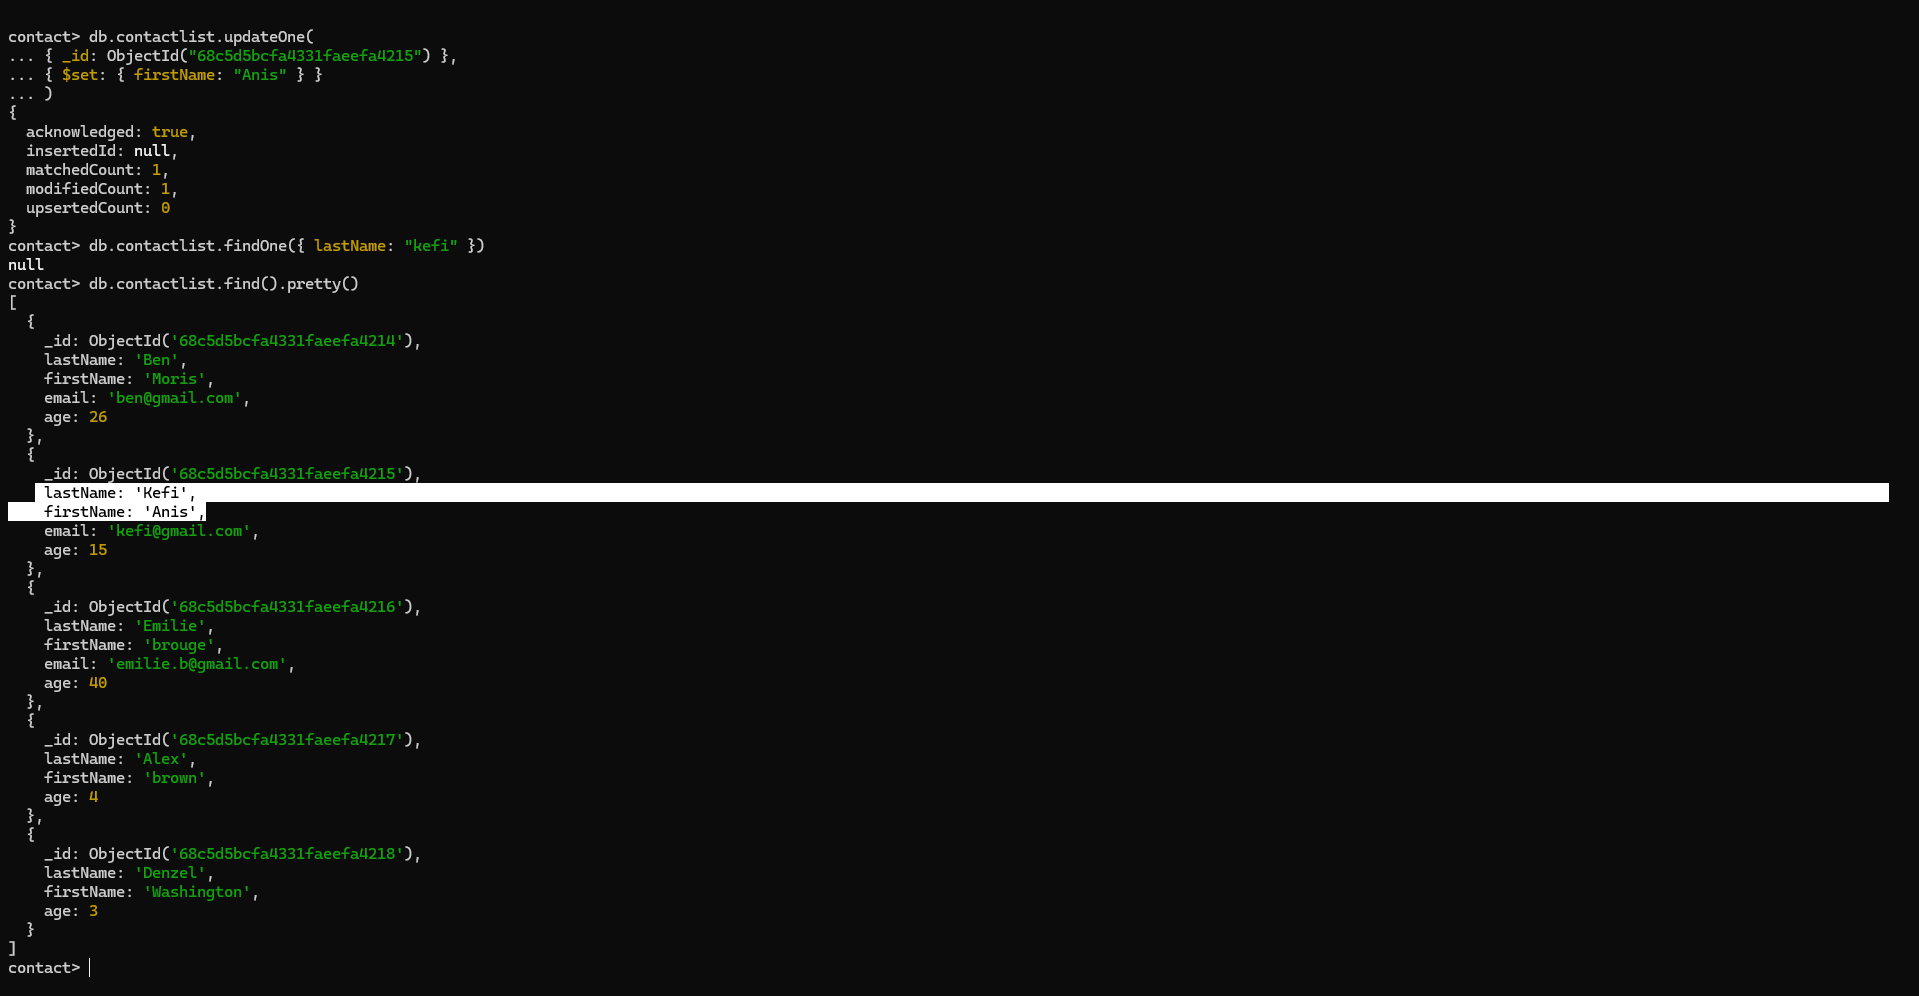 contact> db.contactlist.updateOne(
... { _id: ObjectId("68c5d5bcfa4331faeefa4215") },
... { $set: { firstName: "Anis" } }
... )
{
  acknowledged: true,
  insertedId: null,
  matchedCount: 1,
  modifiedCount: 1,
  upsertedCount: 0
}
contact> db.contactlist.findOne({ lastName: "kefi" })
null
contact> db.contactlist.find().pretty()
[
  {
    _id: ObjectId('68c5d5bcfa4331faeefa4214'),
    lastName: 'Ben',
    firstName: 'Moris',
    email: 'ben@gmail.com',
    age: 26
  },
  {
    _id: ObjectId('68c5d5bcfa4331faeefa4215'),
    lastName: 'Kefi',
    firstName: 'Anis',
    email: 'kefi@gmail.com',
    age: 15
  },
  {
    _id: ObjectId('68c5d5bcfa4331faeefa4216'),
    lastName: 'Emilie',
    firstName: 'brouge',
    email: 'emilie.b@gmail.com',
    age: 40
  },
  {
    _id: ObjectId('68c5d5bcfa4331faeefa4217'),
    lastName: 'Alex',
    firstName: 'brown',
    age: 4
  },
  {
    _id: ObjectId('68c5d5bcfa4331faeefa4218'),
    lastName: 'Denzel',
    firstName: 'Washington',
    age: 3
  }
]
contact>